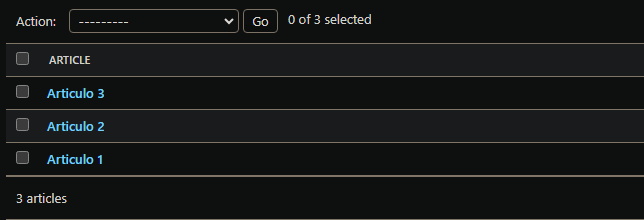 Action: --------- Go 0 of 3 selected
ARTICLE
Articulo 3
Articulo 2
Articulo 1
3 articles